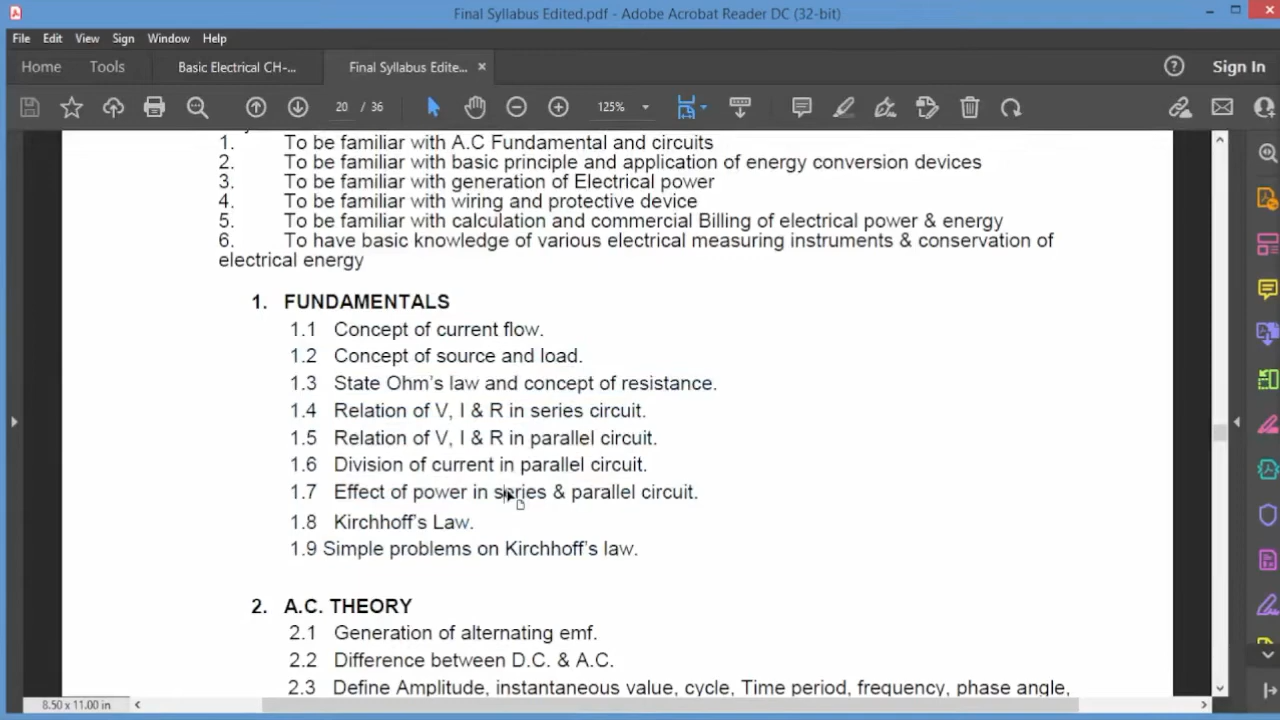 Final Syllabus Edited.pdf - Adobe Acrobat Reader DC (32-bit)
File Edit View Sign Window Help
Home Tools Basic Electrical CH-... Final Syllabus Edite... × Sign In
20 / 36 125%
1. To be familiar with A.C Fundamental and circuits
2. To be familiar with basic principle and application of energy conversion devices
3. To be familiar with generation of Electrical power
4. To be familiar with wiring and protective device
5. To be familiar with calculation and commercial Billing of electrical power & energy
6. To have basic knowledge of various electrical measuring instruments & conservation of
electrical energy
1. FUNDAMENTALS
1.1 Concept of current flow.
1.2 Concept of source and load.
1.3 State Ohm's law and concept of resistance.
1.4 Relation of V, I & R in series circuit.
1.5 Relation of V, I & R in parallel circuit.
1.6 Division of current in parallel circuit.
1.7 Effect of power in series & parallel circuit.
1.8 Kirchhoff's Law.
1.9 Simple problems on Kirchhoff's law.
2. A.C. THEORY
2.1 Generation of alternating emf.
2.2 Difference between D.C. & A.C.
2.3 Define Amplitude, instantaneous value, cycle, Time period, frequency, phase angle,
8.50 x 11.00 in